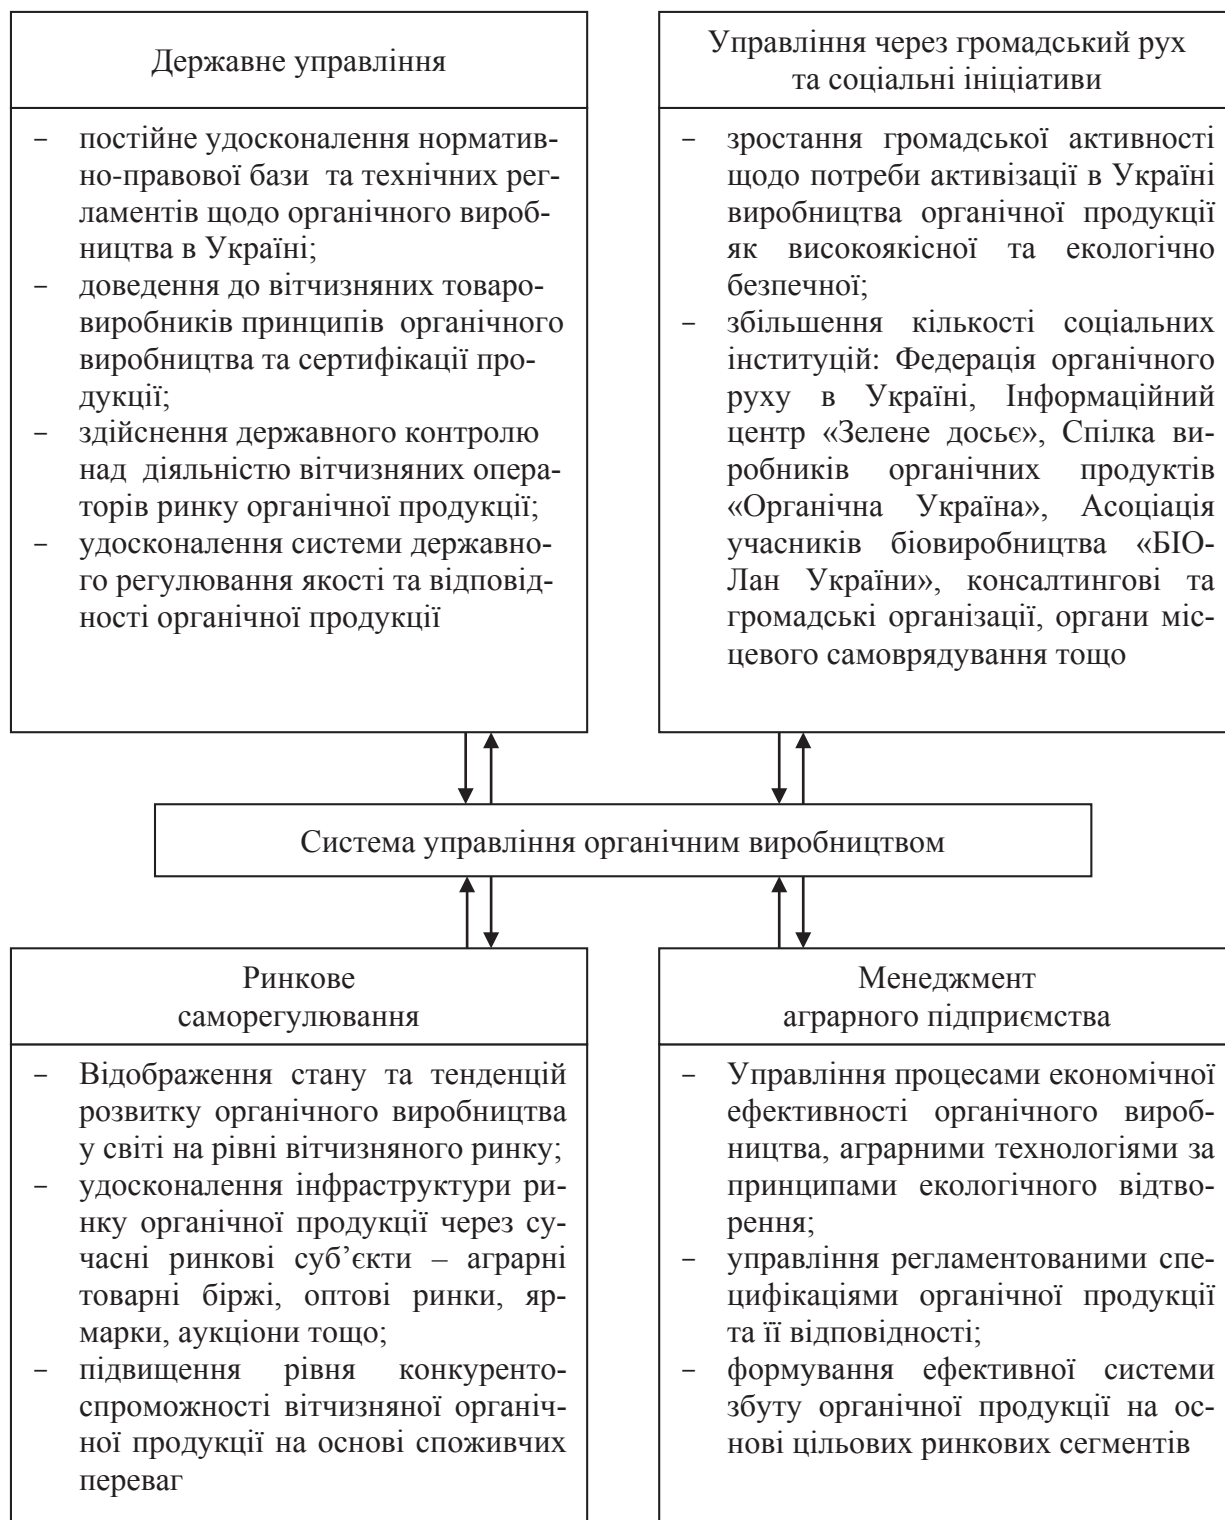 Державне управління
− постійне удосконалення норматив-
но-правової бази та технічних рег-
ламентів щодо органічного вироб-
ництва в Україні;
− доведення до вітчизняних товаро-
виробників принципів органічного
виробництва та сертифікації про-
дукції;
− здійснення державного контролю
над діяльністю вітчизняних опера-
торів ринку органічної продукції;
− удосконалення системи державно-
го регулювання якості та відповід-
ності органічної продукції
Управління через громадський рух
та соціальні ініціативи
− зростання громадської активності
щодо потреби активізації в Україні
виробництва органічної продукції
як високоякісної та екологічно
безпечної;
− збільшення кількості соціальних
інституцій: Федерація органічного
руху в Україні, Інформаційний
центр «Зелене досьє», Спілка ви-
робників органічних продуктів
«Органічна Україна», Асоціація
учасників біовиробництва «БІО-
Лан України», консалтингові та
громадські організації, органи міс-
цевого самоврядування тощо
Система управління органічним виробництвом
Ринкове
саморегулювання
− Відображення стану та тенденцій
розвитку органічного виробництва
у світі на рівні вітчизняного ринку;
− удосконалення інфраструктури ри-
нку органічної продукції через су-
часні ринкові суб’єкти – аграрні
товарні біржі, оптові ринки, яр-
марки, аукціони тощо;
− підвищення рівня конкуренто-
спроможності вітчизняної органіч-
ної продукції на основі споживчих
переваг
Менеджмент
аграрного підприємства
− Управління процесами економічної
ефективності органічного вироб-
ництва, аграрними технологіями за
принципами екологічного відтво-
рення;
− управління регламентованими спе-
цифікаціями органічної продукції
та її відповідності;
− формування ефективної системи
збуту органічної продукції на ос-
нові цільових ринкових сегментів